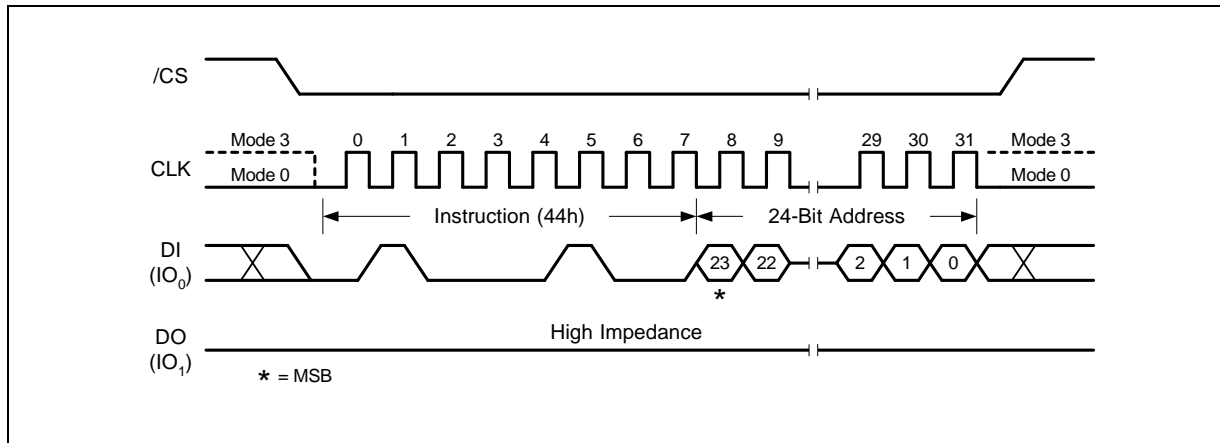 /CS
Mode 3 0 1 2 3 4 5 6 7 8 9 29 30 31 Mode 3
CLK
Mode 0 Mode 0
Instruction (44h) 24-Bit Address
DI
(IO0) 23 22 2 1 0
*
High Impedance
DO
(IO1)
* = MSB